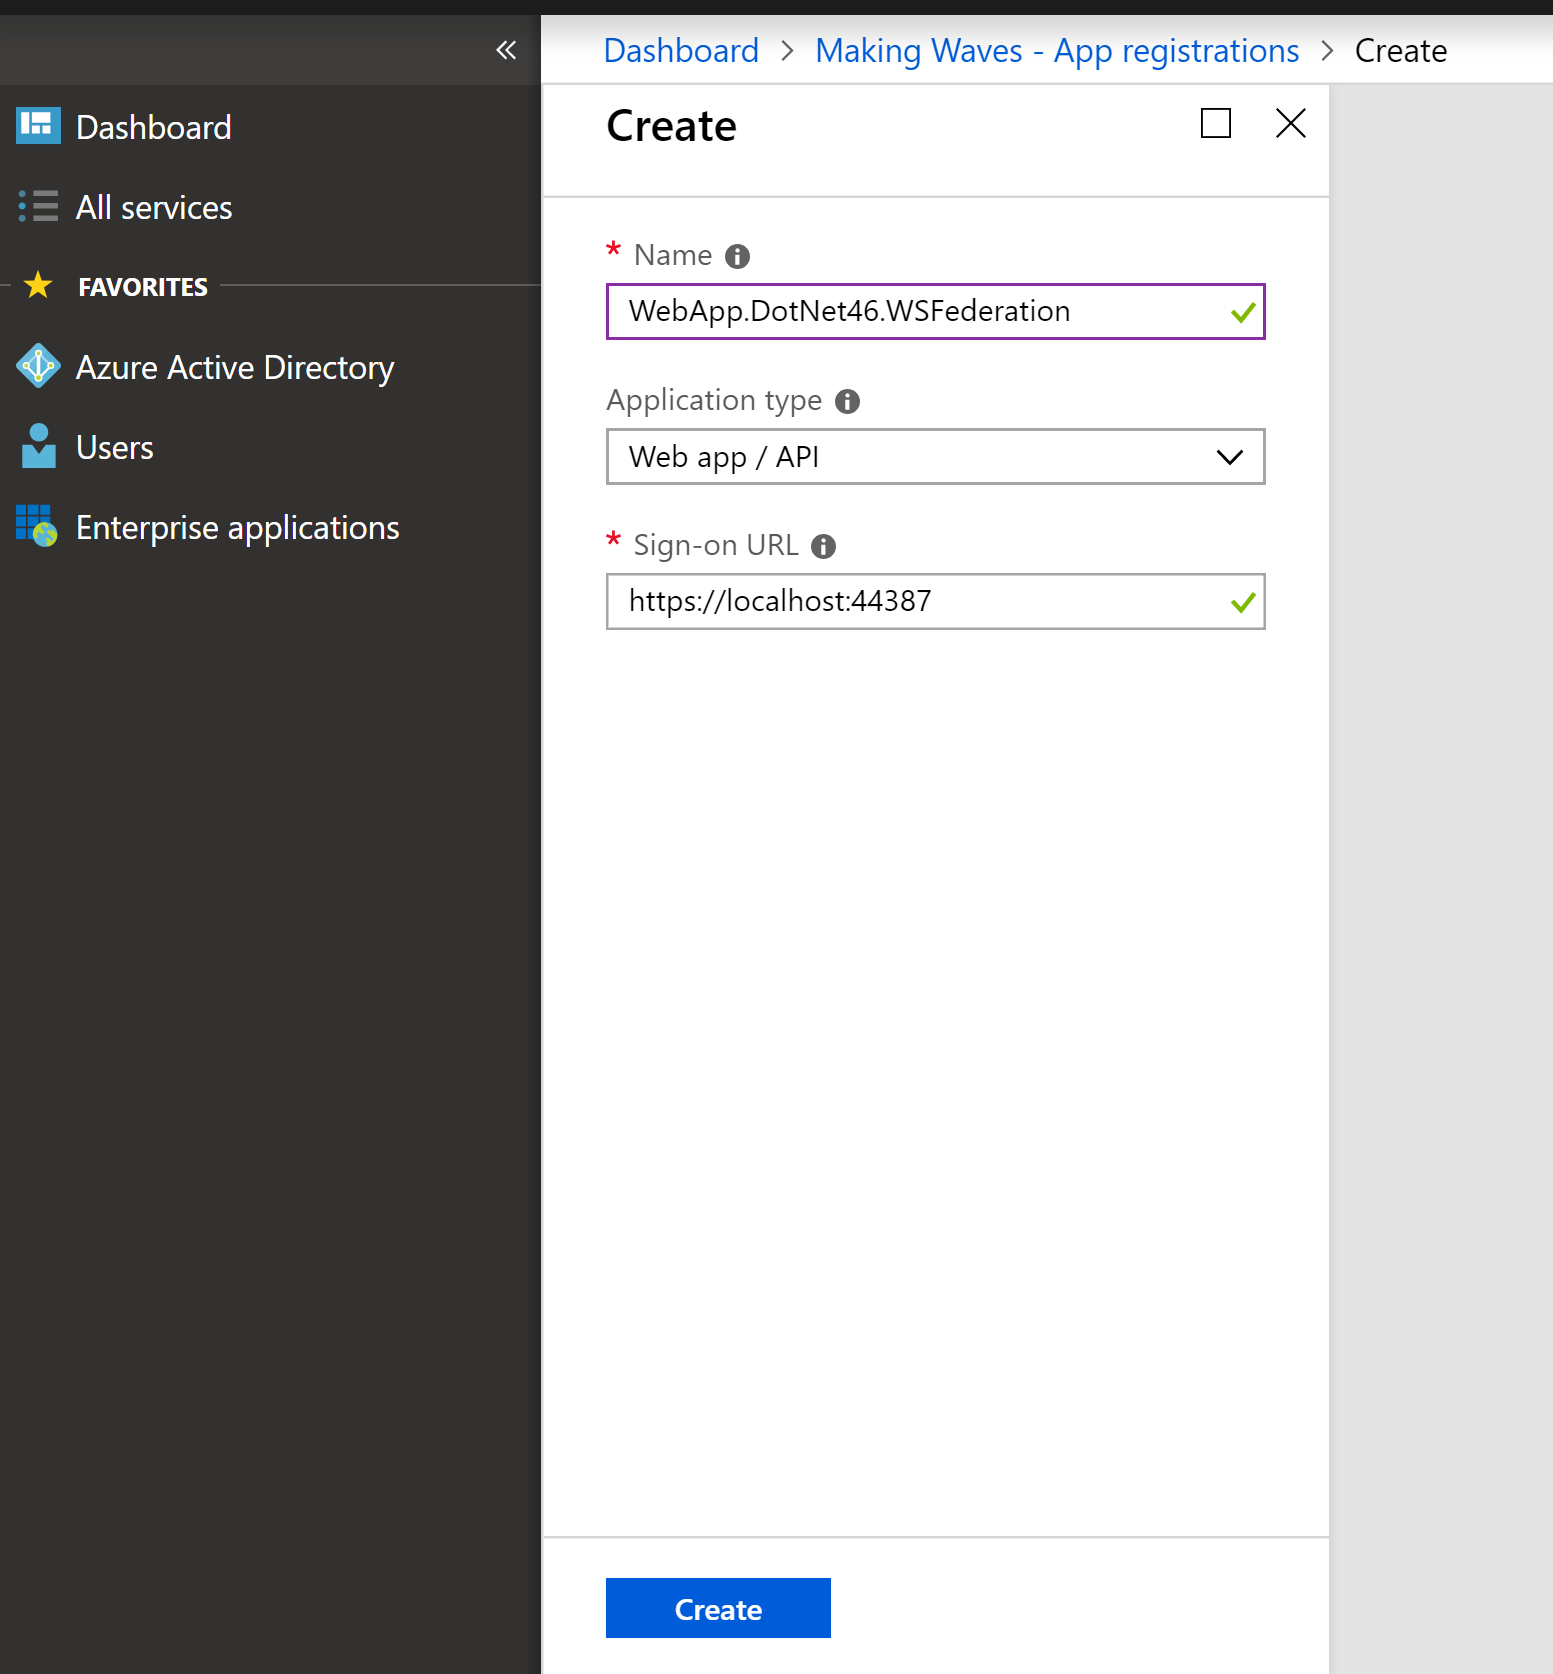 Dashboard > Making Waves - App registrations > Create
Dashboard
All services
FAVORITES
Azure Active Directory
Users
Enterprise applications
Create
* Name
WebApp.DotNet46.WSFederation
Application type
Web app / API
* Sign-on URL
https://localhost:44387
Create